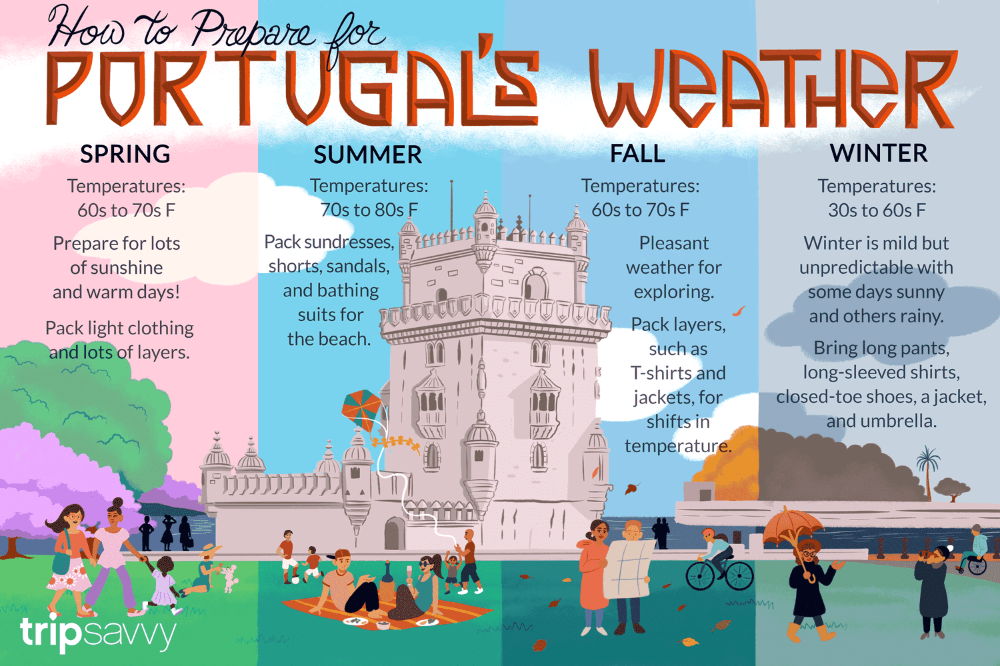 How to Prepare for
PORTUGAL'S WEATHER
SPRING
Temperatures:
60s to 70s F
Prepare for lots
of sunshine
and warm days!
Pack light clothing
and lots of layers.
SUMMER
Temperatures:
70s to 80s F
Pack sundresses,
shorts, sandals,
and bathing
suits for
the beach.
FALL
Temperatures:
60s to 70s F
Pleasant
weather for
exploring.
Pack layers,
such as
T-shirts and
jackets, for
shifts in
temperature.
WINTER
Temperatures:
30s to 60s F
Winter is mild but
unpredictable with
some days sunny
and others rainy.
Bring long pants,
long-sleeved shirts,
closed-toe shoes, a jacket,
and umbrella.
tripsavvy